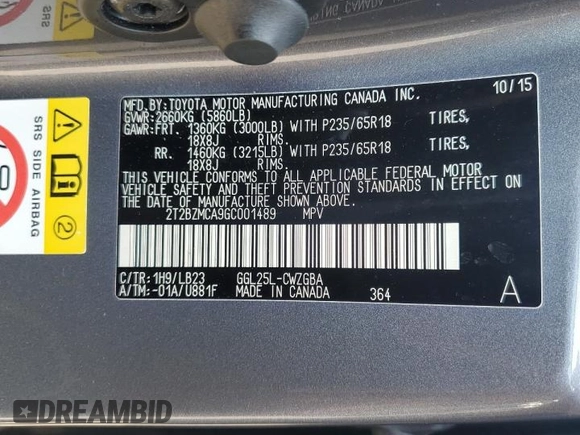 SRS
MFD.BY:TOYOTA MOTOR MANUFACTURING CANADA INC. 10/15
GVWR:2660KG (5860LB)
GAWR:FRT. 1360KG (3000LB) WITH P235/65R18 TIRES,
18X8J RIMS.
RR. 1460KG (3215LB) WITH P235/65R18 TIRES,
18X8J RIMS.
THIS VEHICLE CONFORMS TO ALL APPLICABLE FEDERAL MOTOR
VEHICLE SAFETY AND THEFT PREVENTION STANDARDS IN EFFECT ON
THE DATE OF MANUFACTURE SHOWN ABOVE.
2T2BZMCA9GC001489 MPV
C/TR:1H9/LB23 GGL25L-CWZGBA
A/TM:-01A/U881F MADE IN CANADA 364 A
SRS SIDE AIRBAG
2
DREAMBID